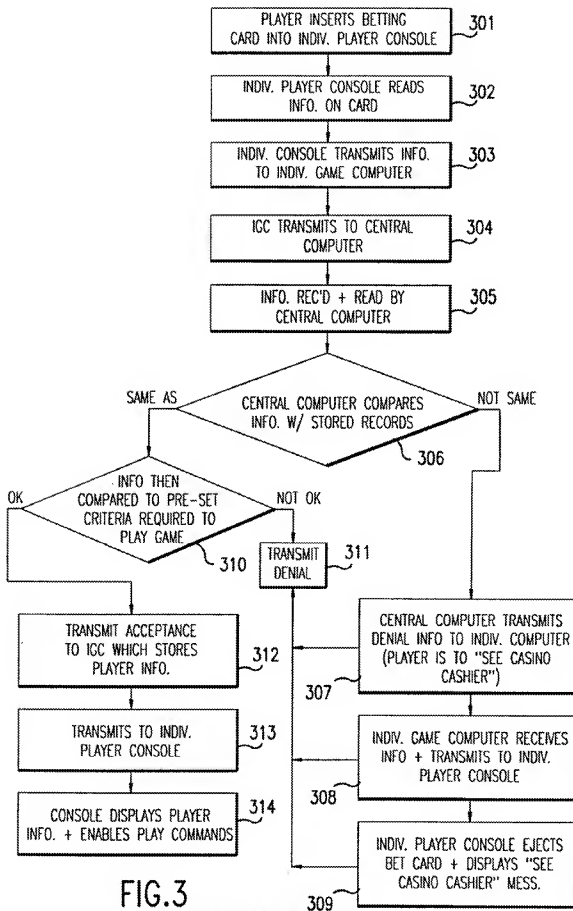 PLAYER INSERTS BETTING
CARD INTO INDIV. PLAYER CONSOLE
301
INDIV. PLAYER CONSOLE READS
INFO. ON CARD
302
INDIV. CONSOLE TRANSMITS INFO.
TO INDIV. GAME COMPUTER
303
IGC TRANSMITS TO CENTRAL
COMPUTER
304
INFO. REC'D + READ BY
CENTRAL COMPUTER
305
SAME AS
NOT SAME
CENTRAL COMPUTER COMPARES
INFO. W/ STORED RECORDS
306
OK
INFO THEN
COMPARED TO PRE-SET
CRITERIA REQUIRED TO
PLAY GAME
NOT OK
310
TRANSMIT
DENIAL
311
TRANSMIT ACCEPTANCE
TO IGC WHICH STORES
PLAYER INFO.
312
CENTRAL COMPUTER TRANSMITS
DENIAL INFO TO INDIV. COMPUTER
(PLAYER IS TO "SEE CASINO
CASHIER")
307
TRANSMITS TO INDIV.
PLAYER CONSOLE
313
INDIV. GAME COMPUTER RECEIVES
INFO + TRANSMITS TO INDIV.
PLAYER CONSOLE
308
CONSOLE DISPLAYS PLAYER
INFO. + ENABLES PLAY COMMANDS
314
INDIV. PLAYER CONSOLE EJECTS
BET CARD + DISPLAYS "SEE
CASINO CASHIER" MESS.
309
FIG.3